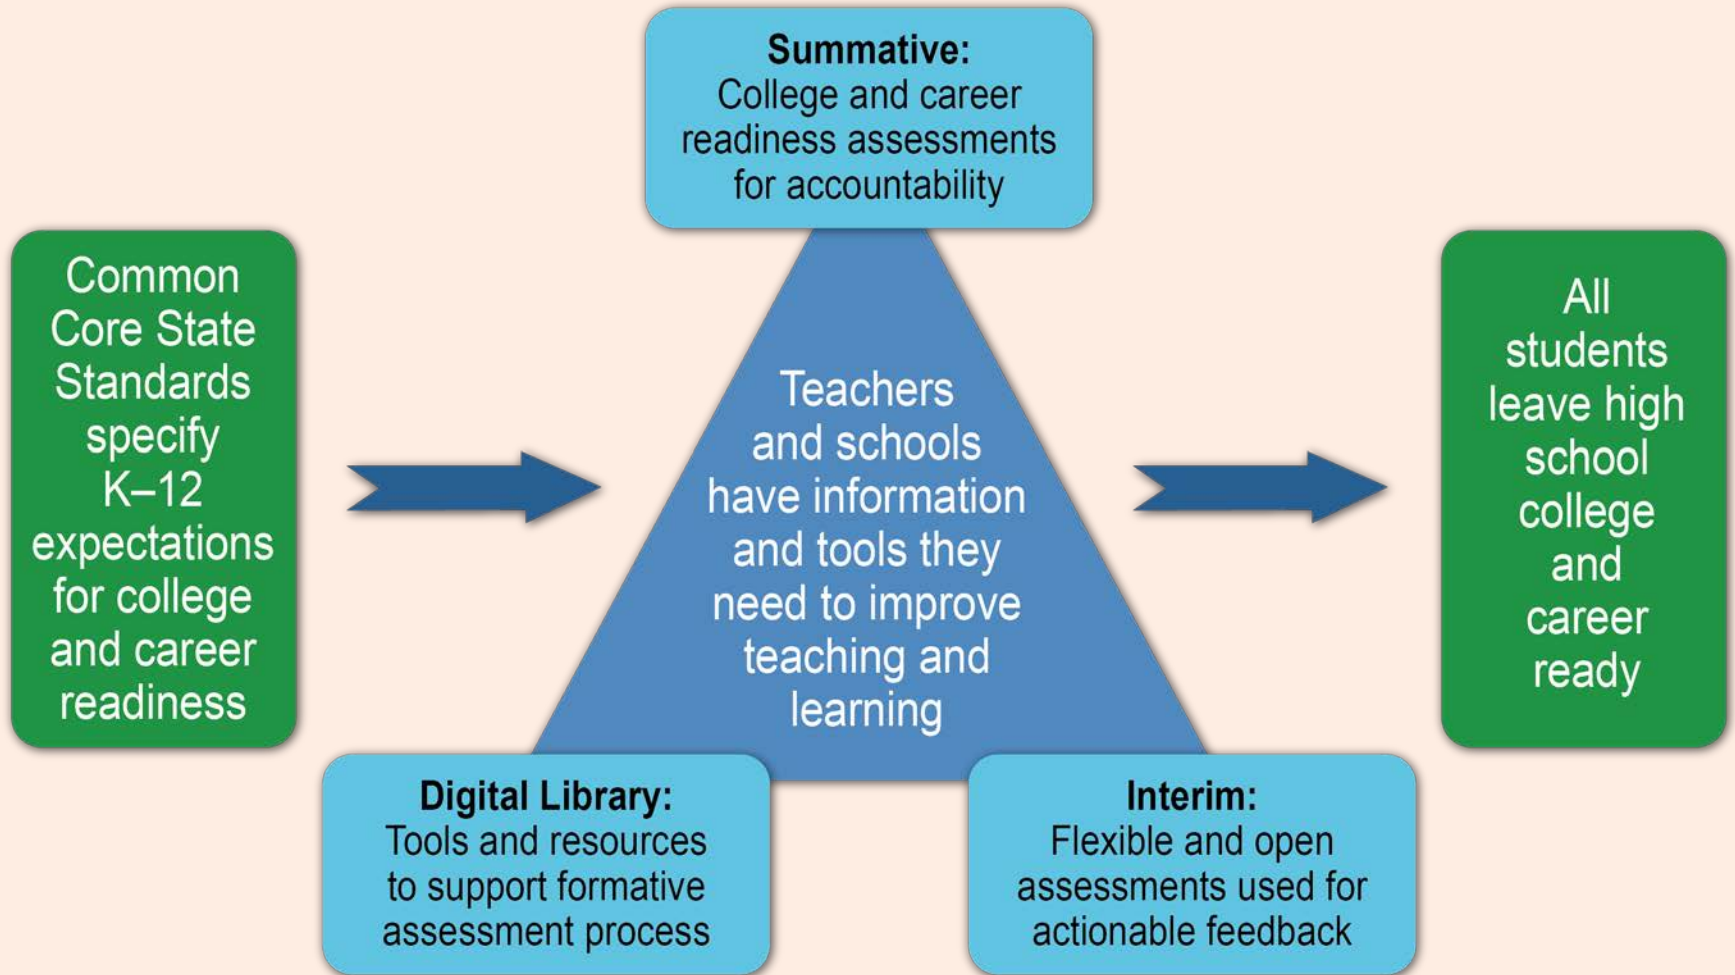 Summative:
College and career
readiness assessments
for accountability
Common
Core State
Standards
specify
K–12
expectations
for college
and career
readiness
Teachers
and schools
have information
and tools they
need to improve
teaching and
learning
All
students
leave high
school
college
and
career
ready
Digital Library:
Tools and resources
to support formative
assessment process
Interim:
Flexible and open
assessments used for
actionable feedback